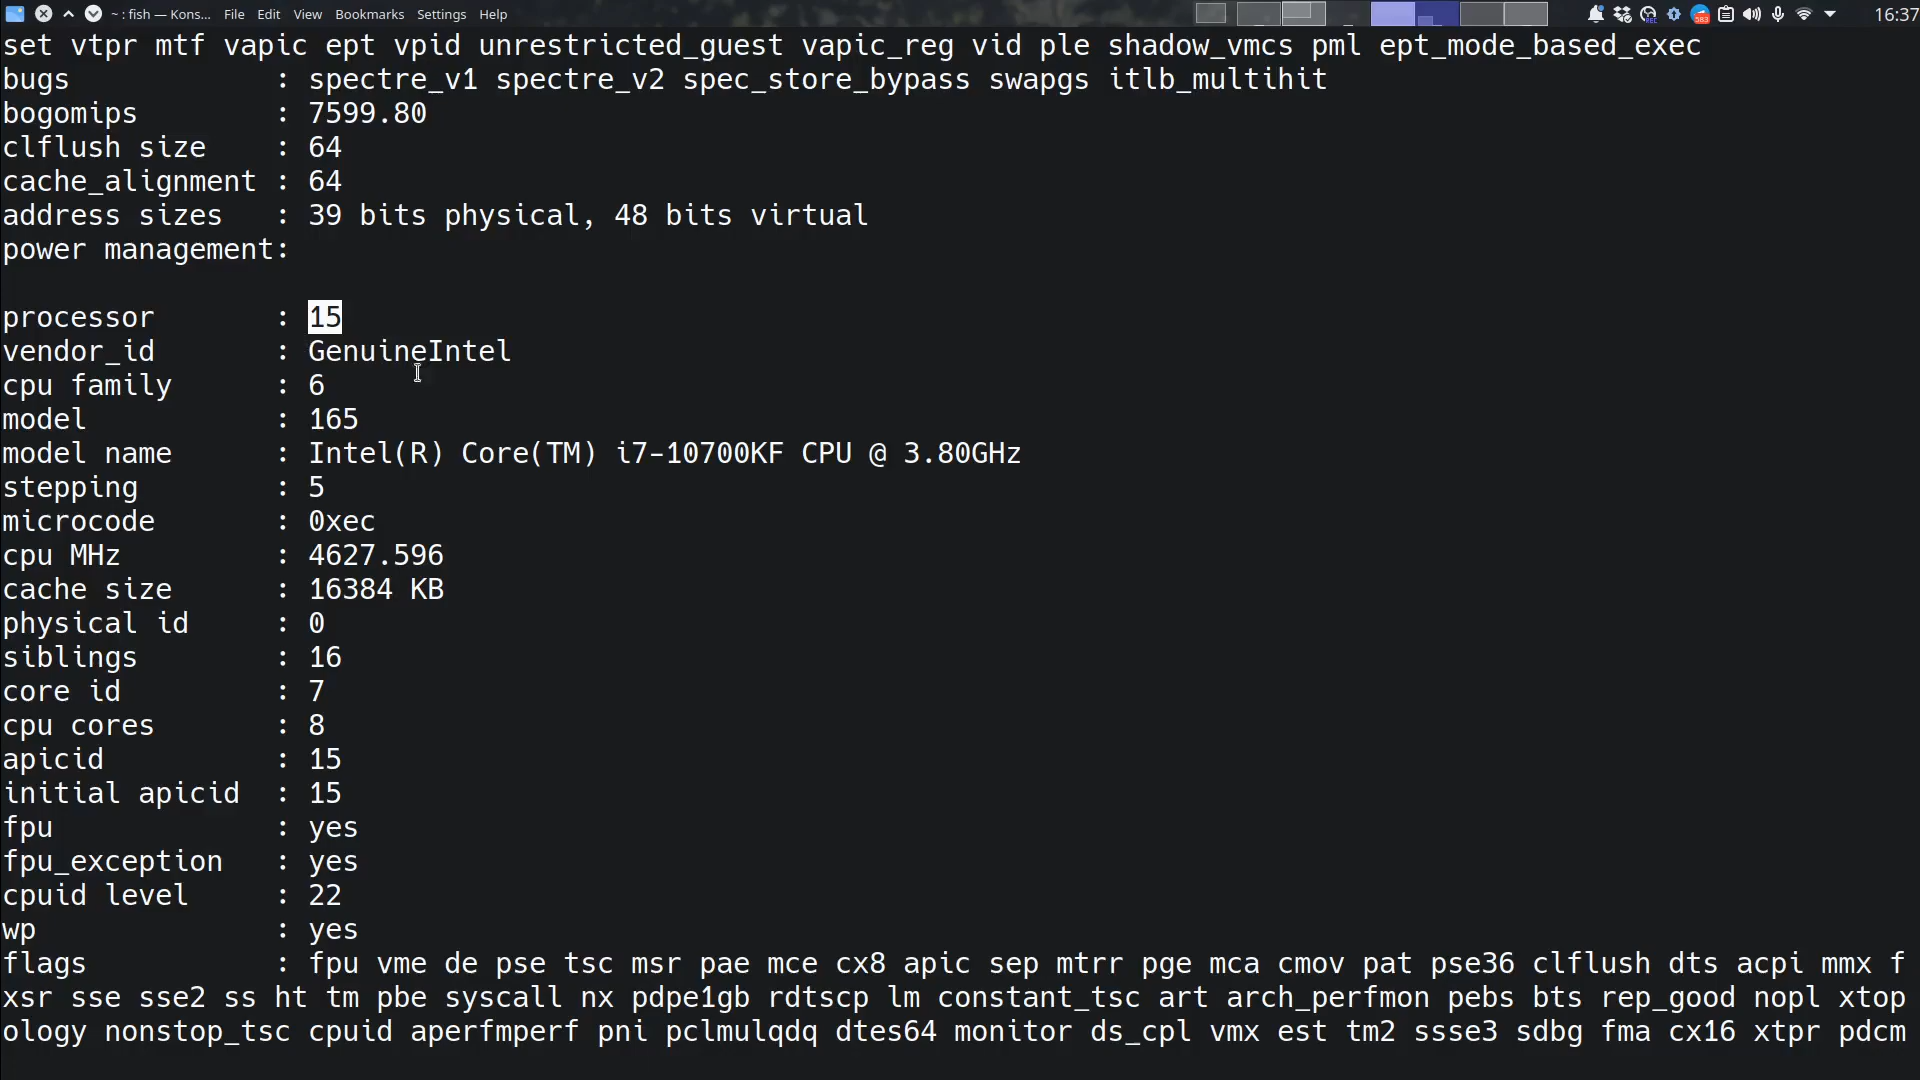 ~ : fish — Kons... File Edit View Bookmarks Settings Help REC 583 16:37
set vtpr mtf vapic ept vpid unrestricted_guest vapic_reg vid ple shadow_vmcs pml ept_mode_based_exec
bugs : spectre_v1 spectre_v2 spec_store_bypass swapgs itlb_multihit
bogomips : 7599.80
clflush size : 64
cache_alignment : 64
address sizes : 39 bits physical, 48 bits virtual
power management:
processor : 15
vendor_id : GenuineIntel
cpu family : 6
model : 165
model name : Intel(R) Core(TM) i7-10700KF CPU @ 3.80GHz
stepping : 5
microcode : 0xec
cpu MHz : 4627.596
cache size : 16384 KB
physical id : 0
siblings : 16
core id : 7
cpu cores : 8
apicid : 15
initial apicid : 15
fpu : yes
fpu_exception : yes
cpuid level : 22
wp : yes
flags : fpu vme de pse tsc msr pae mce cx8 apic sep mtrr pge mca cmov pat pse36 clflush dts acpi mmx f
xsr sse sse2 ss ht tm pbe syscall nx pdpe1gb rdtscp lm constant_tsc art arch_perfmon pebs bts rep_good nopl xtop
ology nonstop_tsc cpuid aperfmperf pni pclmulqdq dtes64 monitor ds_cpl vmx est tm2 ssse3 sdbg fma cx16 xtpr pdcm